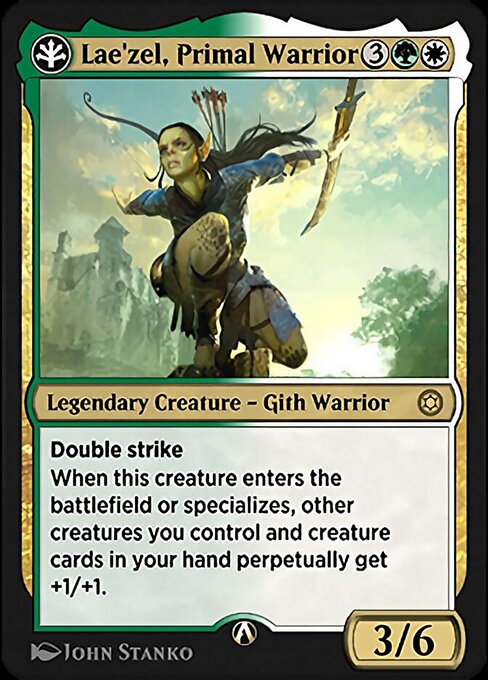 Lae'zel, Primal Warrior 3
Legendary Creature – Gith Warrior
Double strike
When this creature enters the
battlefield or specializes, other
creatures you control and creature
cards in your hand perpetually get
+1/+1.
3/6
John Stanko